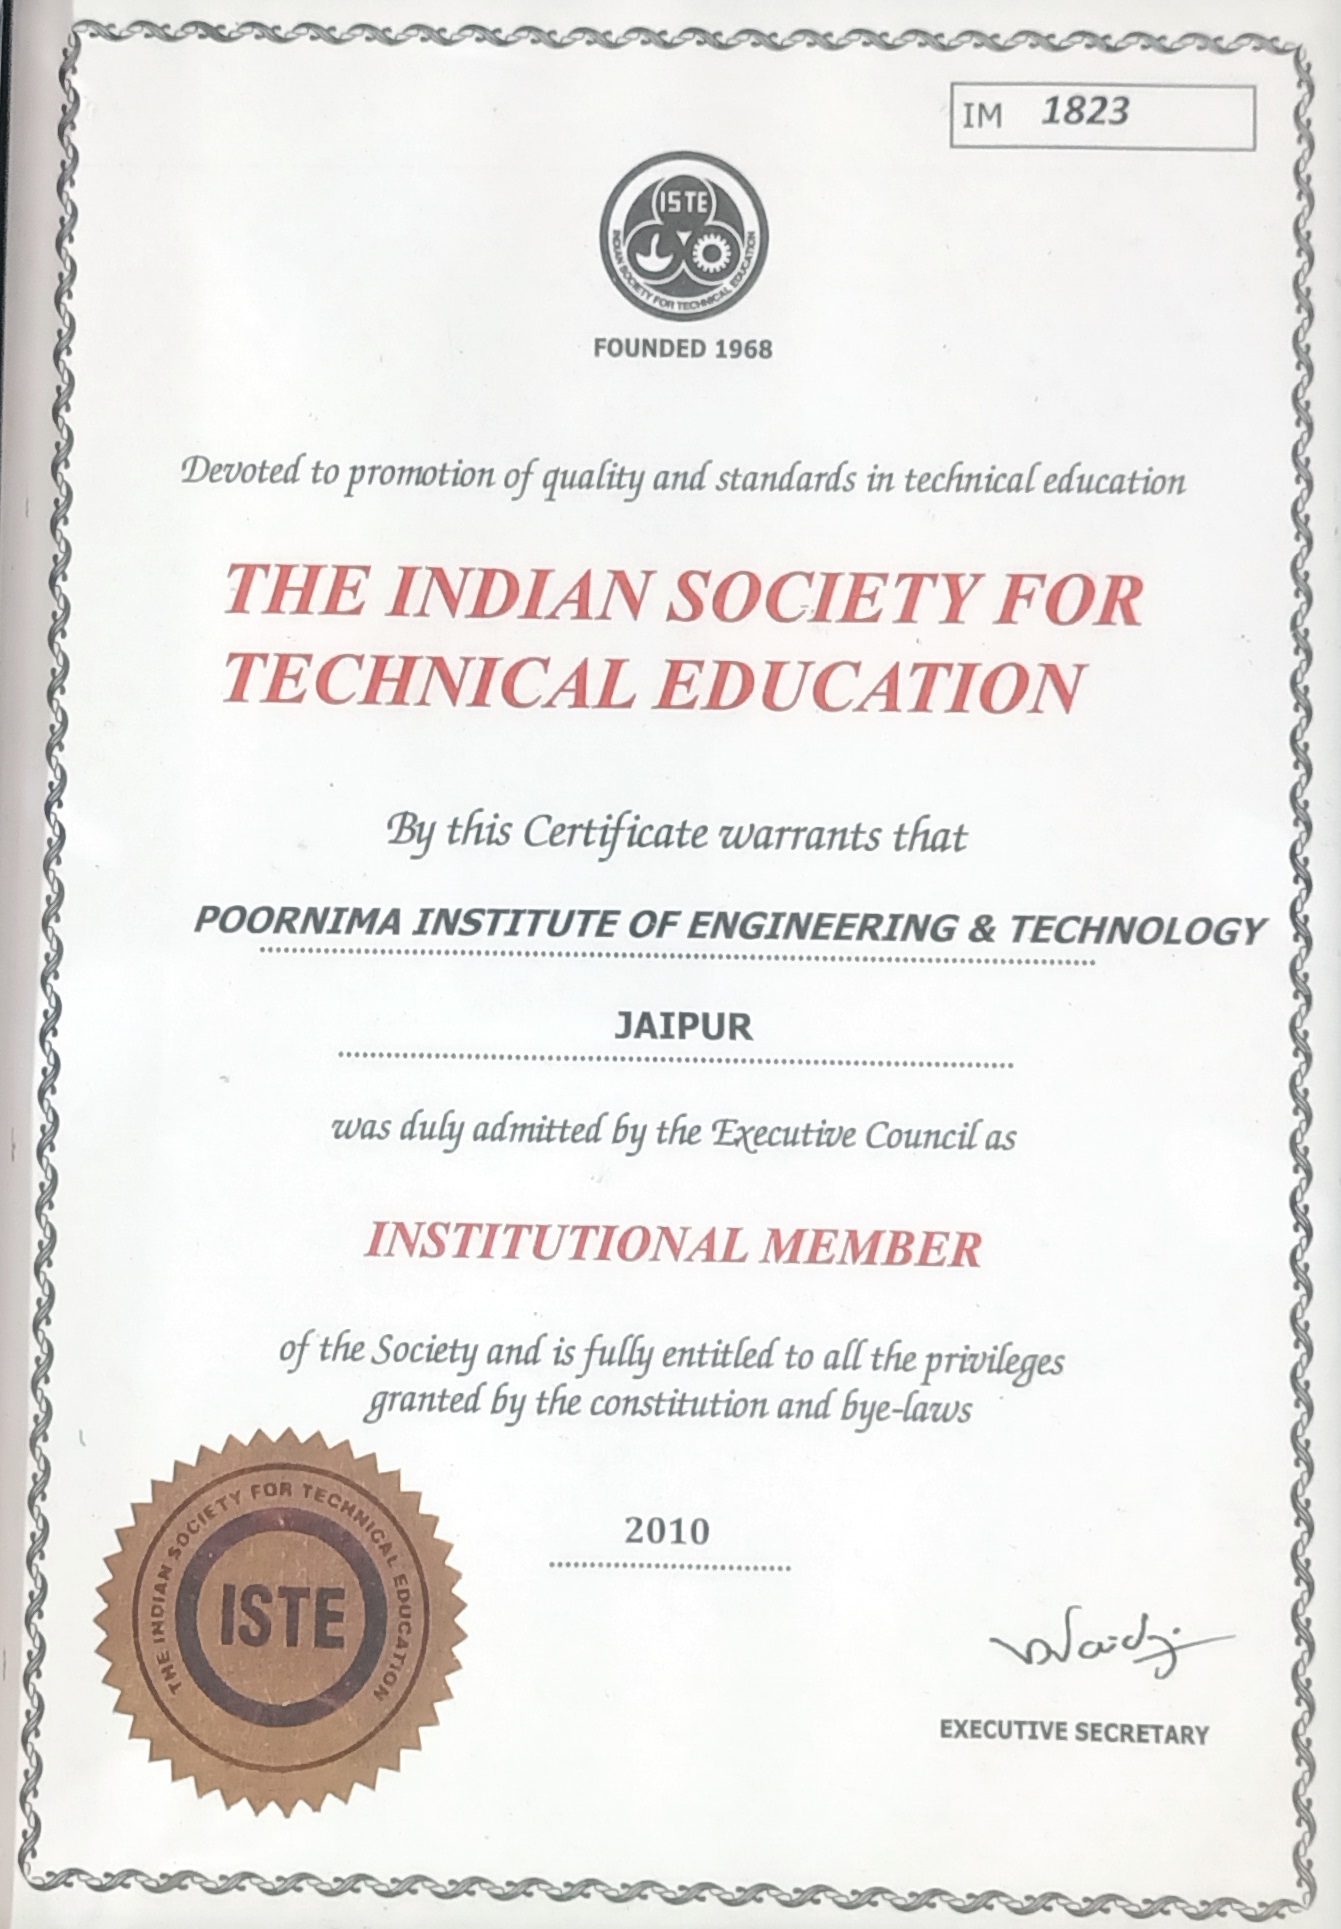 IM 1823
ISTE
INDIAN SOCIETY FOR TECHNICAL EDUCATION
FOUNDED 1968
Devoted to promotion of quality and standards in technical education
THE INDIAN SOCIETY FOR
TECHNICAL EDUCATION
By this Certificate warrants that
POORNIMA INSTITUTE OF ENGINEERING & TECHNOLOGY
JAIPUR
was duly admitted by the Executive Council as
INSTITUTIONAL MEMBER
of the Society and is fully entitled to all the privileges
granted by the constitution and bye-laws
2010
THE INDIAN SOCIETY FOR TECHNICAL EDUCATION
ISTE
EXECUTIVE SECRETARY